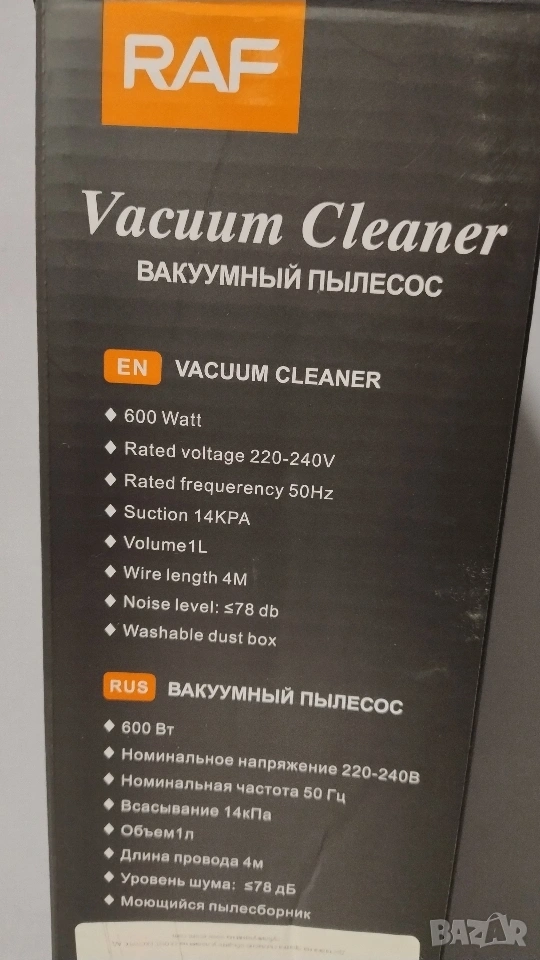 RAF
Vacuum Cleaner
ВАКУУМНЫЙ ПЫЛЕСОС
EN VACUUM CLEANER
◆ 600 Watt
◆ Rated voltage 220-240V
◆ Rated frequerency 50Hz
◆ Suction 14KPA
◆ Volume1L
◆ Wire length 4M
◆ Noise level: ≤78 db
◆ Washable dust box
RUS ВАКУУМНЫЙ ПЫЛЕСОС
◆ 600 Вт
◆ Номинальное напряжение 220-240В
◆ Номинальная частота 50 Гц
◆ Всасывание 14кПа
◆ Объем1л
◆ Длина провода 4м
◆ Уровень шума: ≤78 дБ
◆ Моющийся пылесборник
BAZAR